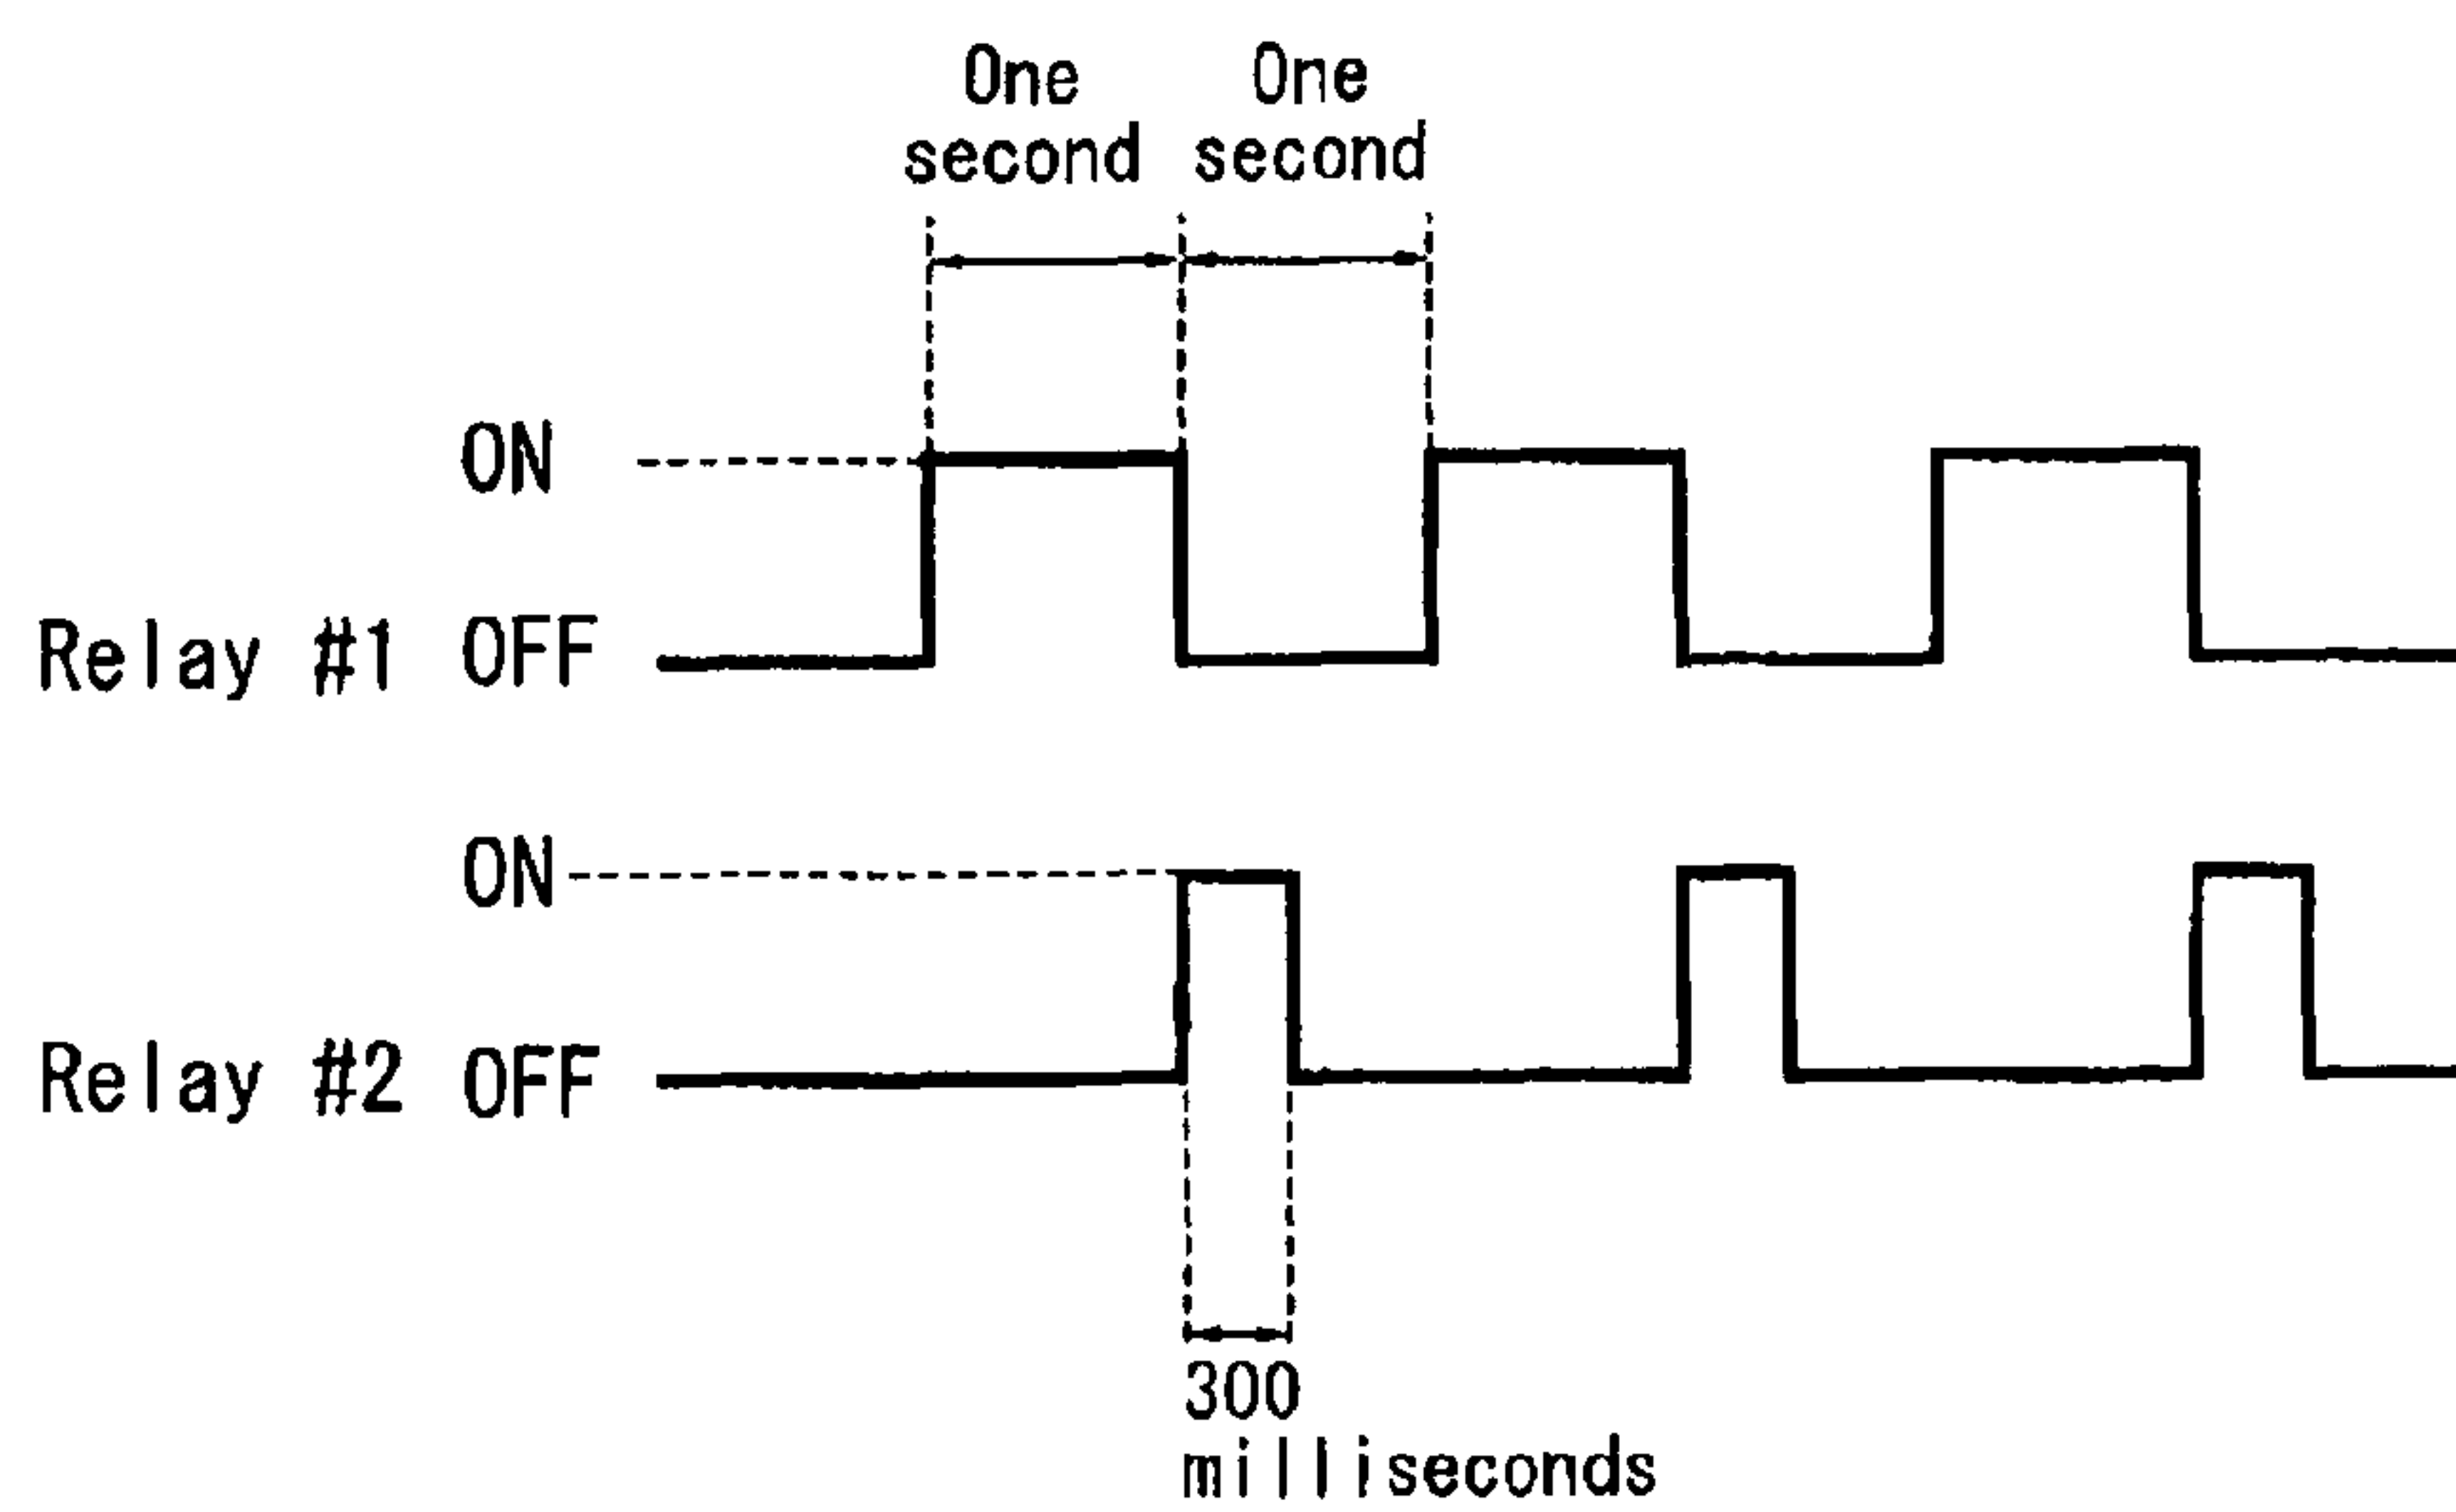 One One
second second
ON
Relay #1 OFF
ON
Relay #2 OFF
300
milliseconds